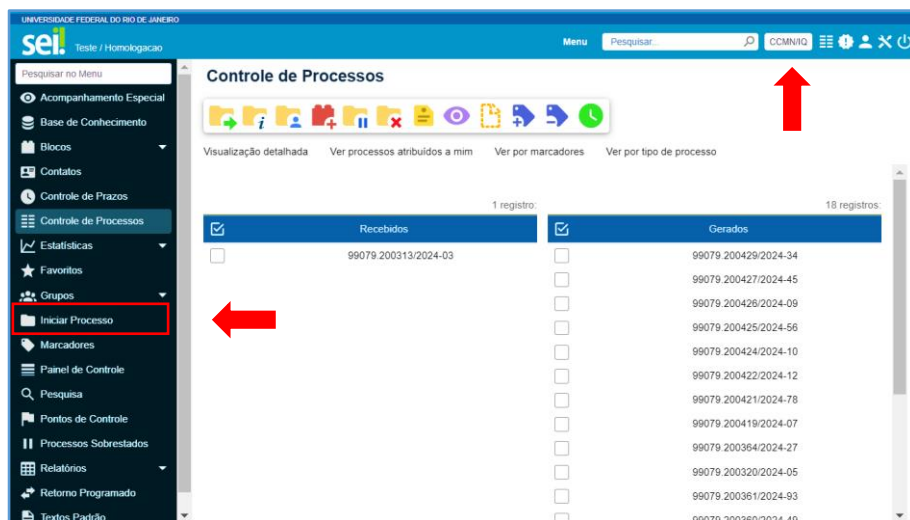 UNIVERSIDADE FEDERAL DO RIO DE JANEIRO
sei!
Teste / Homologacao
Menu
Pesquisar...
CCMN/IQ
Pesquisar no Menu
Acompanhamento Especial
Base de Conhecimento
Blocos
Contatos
Controle de Prazos
Controle de Processos
Estatísticas
Favoritos
Grupos
Iniciar Processo
Marcadores
Painel de Controle
Pesquisa
Pontos de Controle
Processos Sobrestados
Relatórios
Retorno Programado
Textos Padrão
Controle de Processos
Visualização detalhada Ver processos atribuídos a mim Ver por marcadores Ver por tipo de processo
1 registro:
Recebidos
99079.200313/2024-03
18 registros:
Gerados
99079.200429/2024-34
99079.200427/2024-45
99079.200426/2024-09
99079.200425/2024-56
99079.200424/2024-10
99079.200422/2024-12
99079.200421/2024-78
99079.200419/2024-07
99079.200364/2024-27
99079.200320/2024-05
99079.200361/2024-93
99079.200360/2024-49